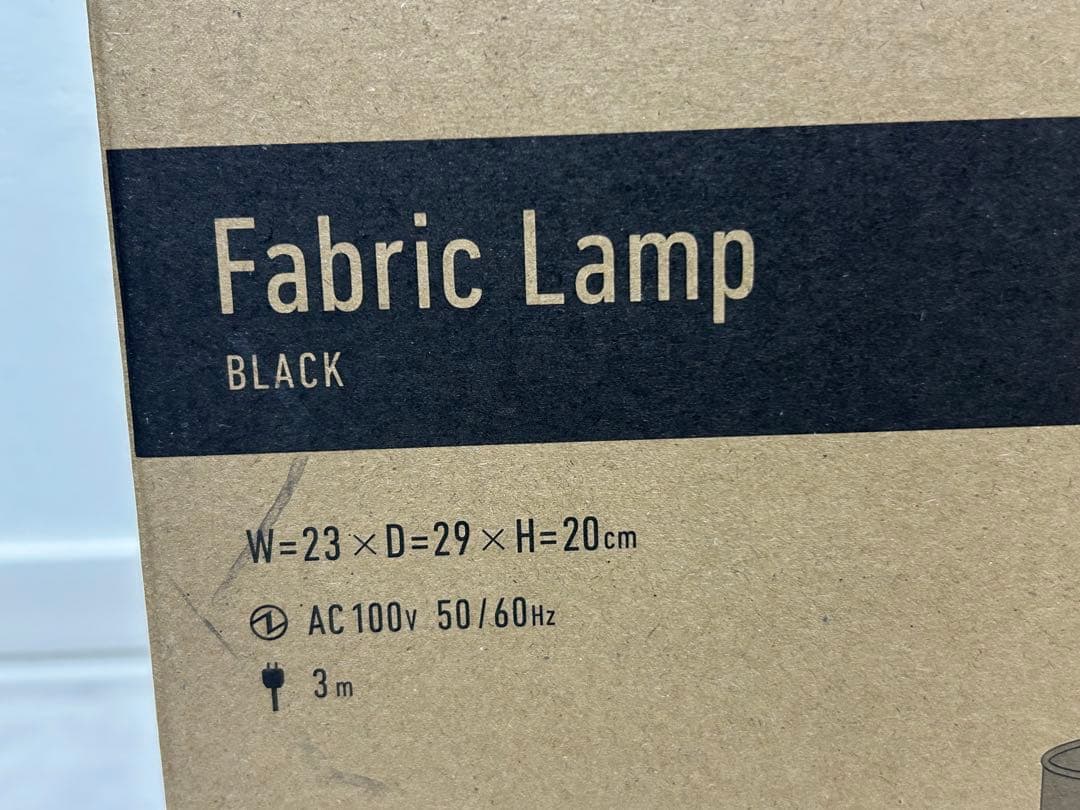 Fabric Lamp
BLACK
W=23×D=29×H=20cm
AC100v 50/60Hz
3m